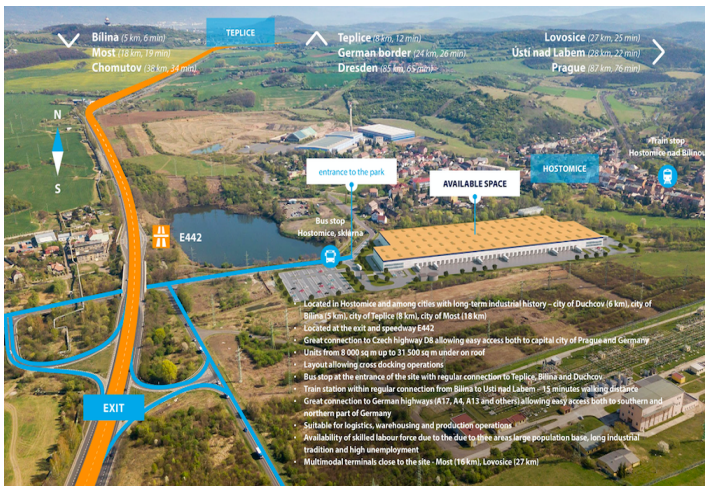 TEPLICE
Bílina (5 km, 6 min)
Most (18 km, 19 min)
Chomutov (38 km, 34 min)
Teplice (8 km, 12 min)
German border (24 km, 26 min)
Dresden (85 km, 65 min)
Lovosice (27 km, 25 min)
Ústí nad Labem (28 km, 22 min)
Prague (87 km, 76 min)
N
S
Train stop
Hostomice nad Bílinou
entrance to the park
AVAILABLE SPACE
HOSTOMICE
Bus stop
Hostomice, sklárna
E442
• Located in Hostomice and among cities with long-term industrial history – city of Duchcov (6 km), city of
Bílina (5 km), city of Teplice (8 km), city of Most (18 km)
• Located at the exit and speedway E442
• Great connection to Czech highway D8 allowing easy access both to capital city of Prague and Germany
• Units from 8 000 sq m up to 31 500 sq m under on roof
• Layout allowing cross docking operations
• Bus stop at the entrance of the site with regular connection to Teplice, Bilina and Duchcov
• Train station within regular connection from Bilina to Usti nad Labem – 15 minutes walking distance
• Great connection to German highways (A17, A4, A13 and others) allowing easy access both to southern and
northern part of Germany
• Suitable for logistics, warehousing and production operations
• Availability of skilled labour force due to the due to thee areas large population base, long industrial
tradition and high unemployment
• Multimodal terminals close to the site - Most (16 km), Lovosice (27 km)
EXIT